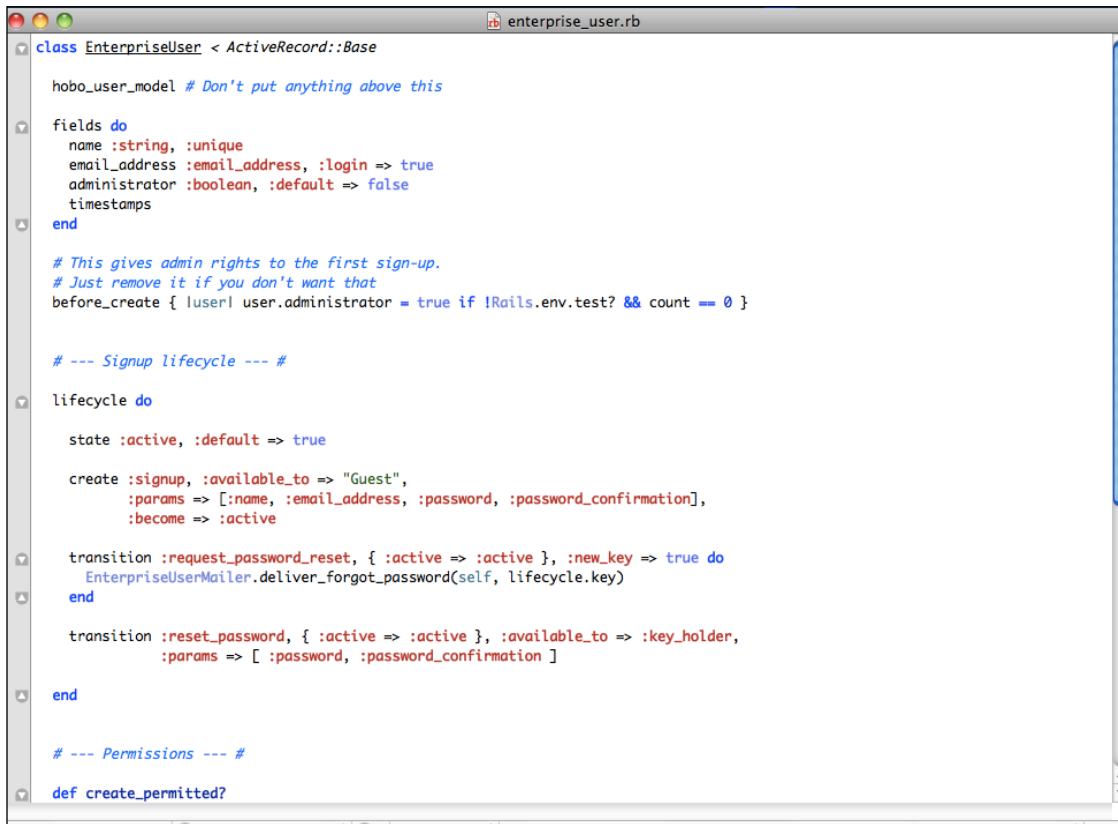 enterprise_user.rb
class EnterpriseUser < ActiveRecord::Base
hobo_user_model # Don't put anything above this
fields do
name :string, :unique
email_address :email_address, :login => true
administrator :boolean, :default => false
timestamps
end
# This gives admin rights to the first sign-up.
# Just remove it if you don't want that
before_create { |user| user.administrator = true if !Rails.env.test? && count == 0 }
# --- Signup lifecycle --- #
lifecycle do
state :active, :default => true
create :signup, :available_to => "Guest",
:params => [:name, :email_address, :password, :password_confirmation],
:become => :active
transition :request_password_reset, { :active => :active }, :new_key => true do
EnterpriseUserMailer.deliver_forgot_password(self, lifecycle.key)
end
transition :reset_password, { :active => :active }, :available_to => :key_holder,
:params => [ :password, :password_confirmation ]
end
# --- Permissions --- #
def create_permitted?